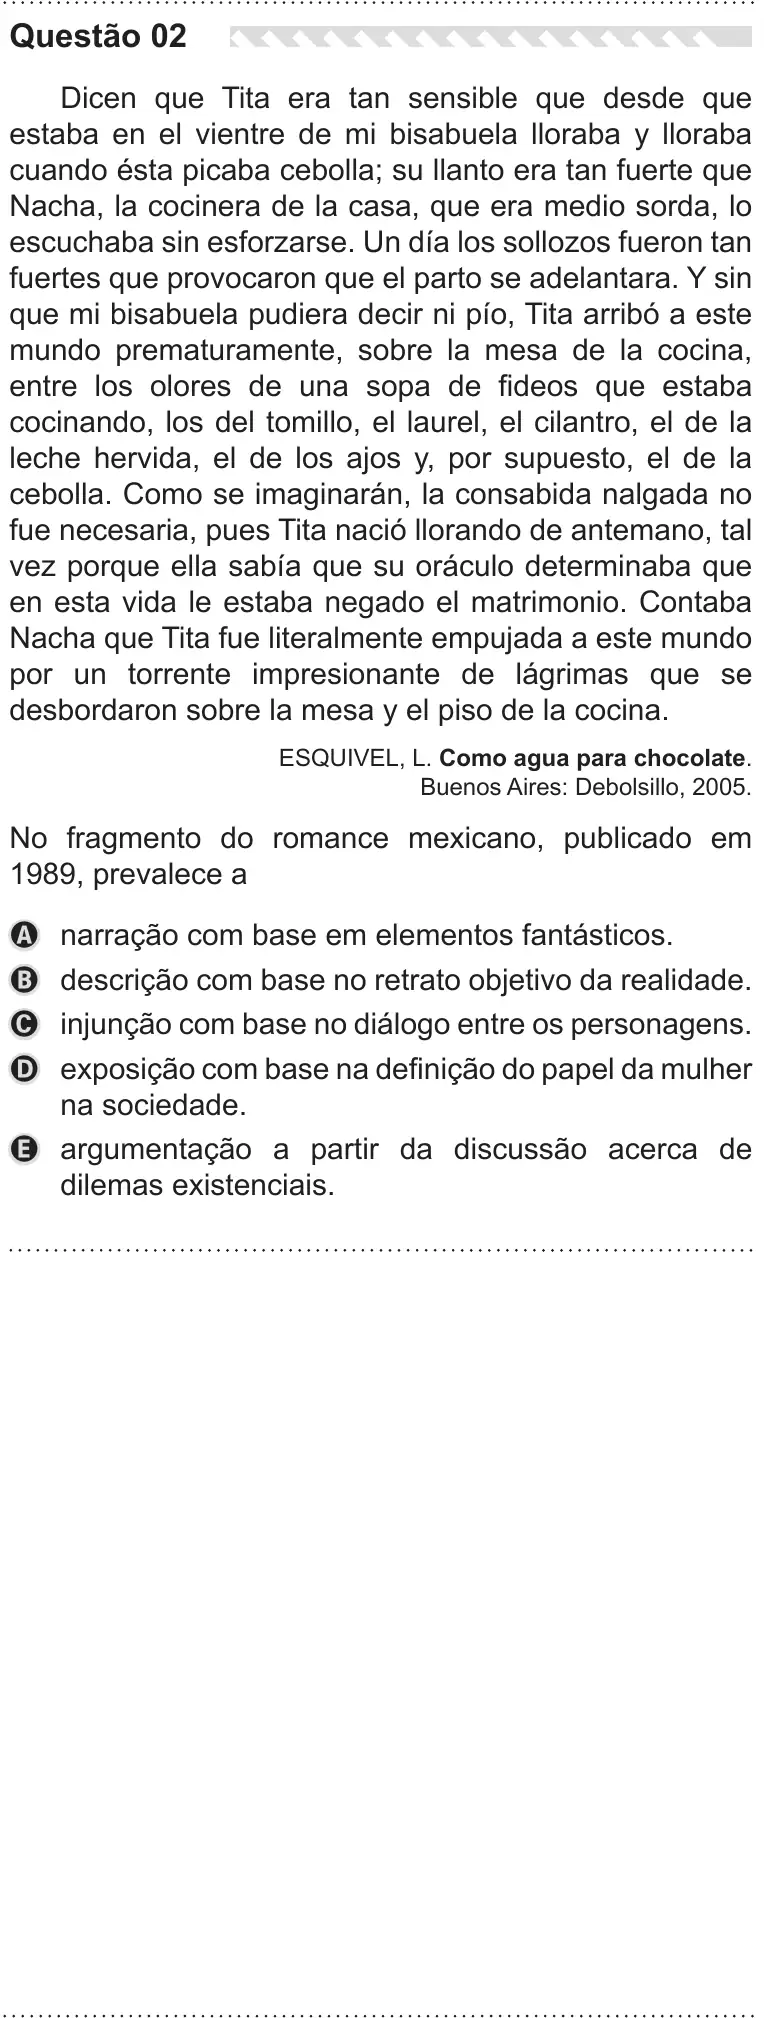 Questão 02
Dicen que Tita era tan sensible que desde que
estaba en el vientre de mi bisabuela lloraba y lloraba
cuando ésta picaba cebolla; su llanto era tan fuerte que
Nacha, la cocinera de la casa, que era medio sorda, lo
escuchaba sin esforzarse. Un día los sollozos fueron tan
fuertes que provocaron que el parto se adelantara. Y sin
que mi bisabuela pudiera decir ni pío, Tita arribó a este
mundo prematuramente, sobre la mesa de la cocina,
entre los olores de una sopa de fideos que estaba
cocinando, los del tomillo, el laurel, el cilantro, el de la
leche hervida, el de los ajos y, por supuesto, el de la
cebolla. Como se imaginarán, la consabida nalgada no
fue necesaria, pues Tita nació llorando de antemano, tal
vez porque ella sabía que su oráculo determinaba que
en esta vida le estaba negado el matrimonio. Contaba
Nacha que Tita fue literalmente empujada a este mundo
por un torrente impresionante de lágrimas que se
desbordaron sobre la mesa y el piso de la cocina.
ESQUIVEL, L. Como agua para chocolate.
Buenos Aires: Debolsillo, 2005.
No fragmento do romance mexicano, publicado em
1989, prevalece a
A narração com base em elementos fantásticos.
B descrição com base no retrato objetivo da realidade.
C injunção com base no diálogo entre os personagens.
D exposição com base na definição do papel da mulher
na sociedade.
E argumentação a partir da discussão acerca de
dilemas existenciais.